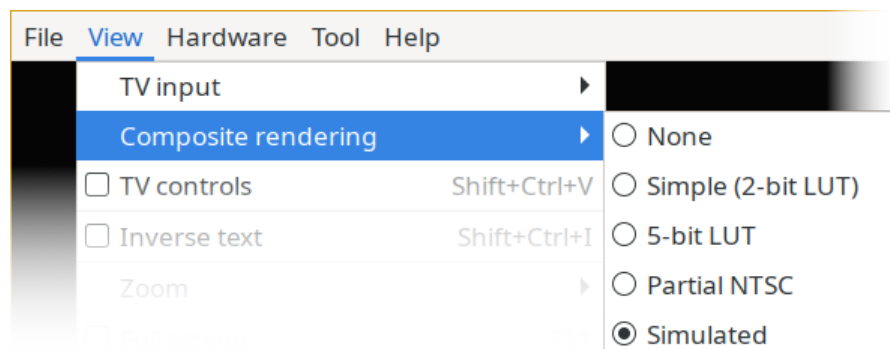 File View Hardware Tool Help
TV input
Composite rendering
None
TV controls Shift+Ctrl+V
Simple (2-bit LUT)
Inverse text Shift+Ctrl+I
5-bit LUT
Zoom
Partial NTSC
Simulated